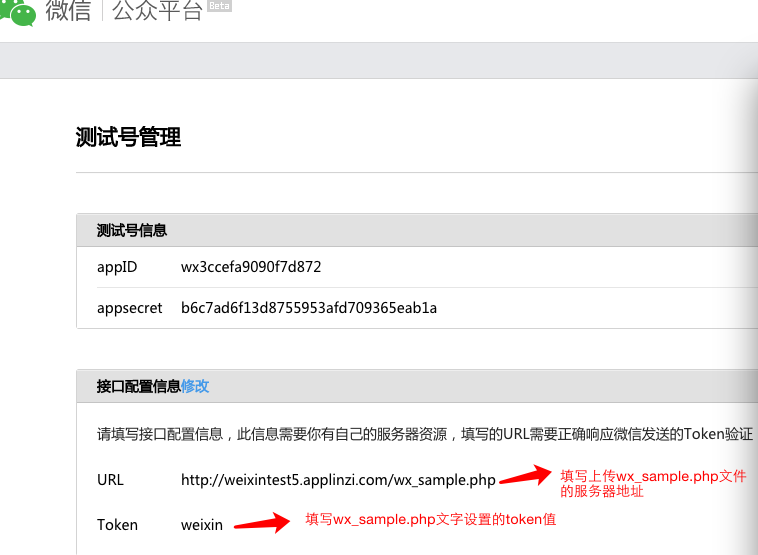 微信 公众平台 Beta
测试号管理
测试号信息
appID wx3ccefa9090f7d872
appsecret b6c7ad6f13d8755953afd709365eab1a
接口配置信息修改
请填写接口配置信息，此信息需要你有自己的服务器资源，填写的URL需要正确响应微信发送的Token验证
URL http://weixintest5.applinzi.com/wx_sample.php 填写上传wx_sample.php文件
的服务器地址
Token weixin 填写wx_sample.php文字设置的token值